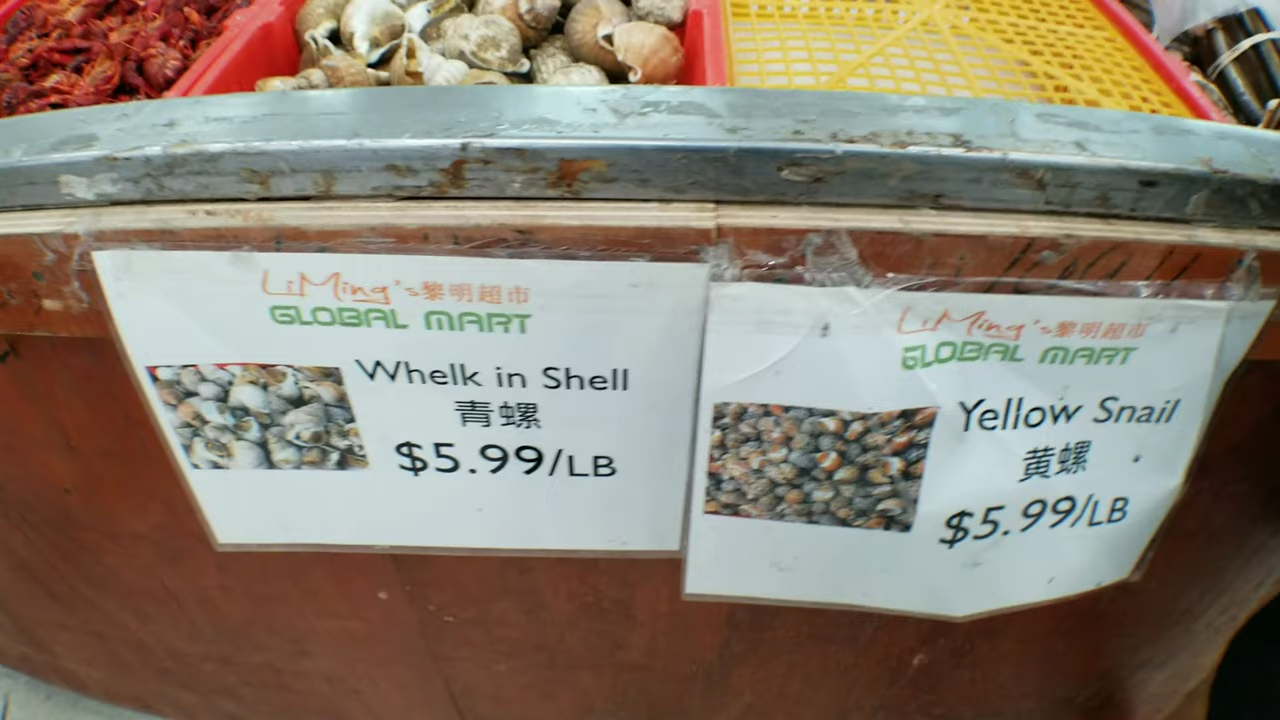 LiMing's黎明超市
GLOBAL MART
Whelk in Shell
青螺
$5.99/LB
LiMing's黎明超市
GLOBAL MART
Yellow Snail
黄螺
$5.99/LB